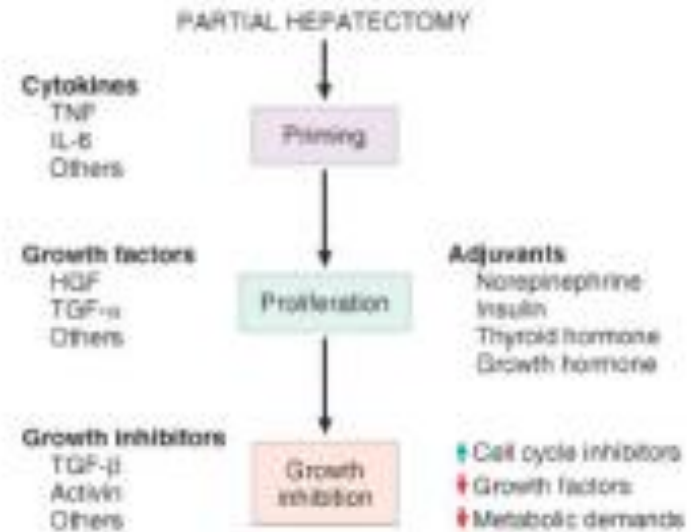 PARTIAL HEPATECTOMY
Cytokines
TNF
IL-6
Others
Priming
Growth factors
HGF
TGF-α
Others
Proliferation
Adjuvants
Norepinephrine
Insulin
Thyroid hormone
Growth hormone
Growth inhibitors
TGF-β
Activin
Others
Growth
inhibition
Cell cycle inhibitors
Growth factors
Metabolic demands